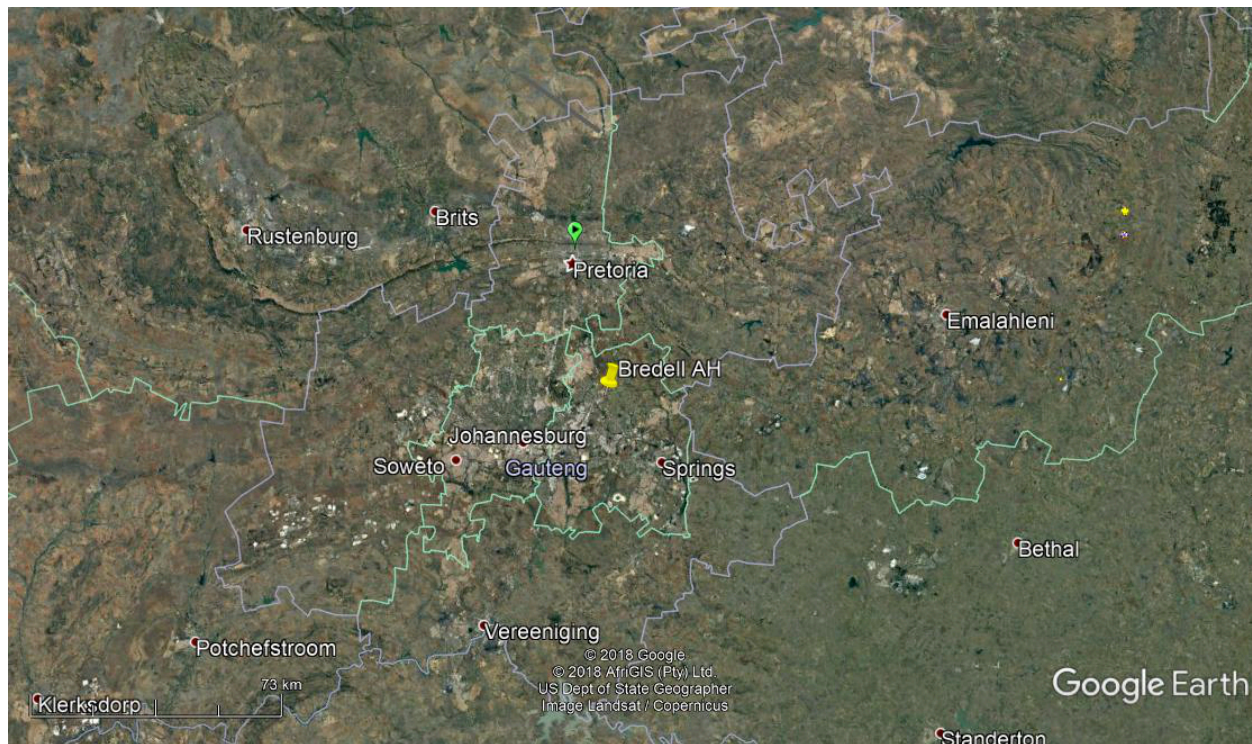 Brits
Rustenburg
Pretoria
Emalahleni
Bredell AH
Johannesburg
Soweto
Gauteng
Springs
Bethal
Vereeniging
Potchefstroom
© 2018 Google
© 2018 AfriGIS (Pty) Ltd.
US Dept of State Geographer
Image Landsat / Copernicus
73 km
Google Earth
Klerksdorp
Standerton